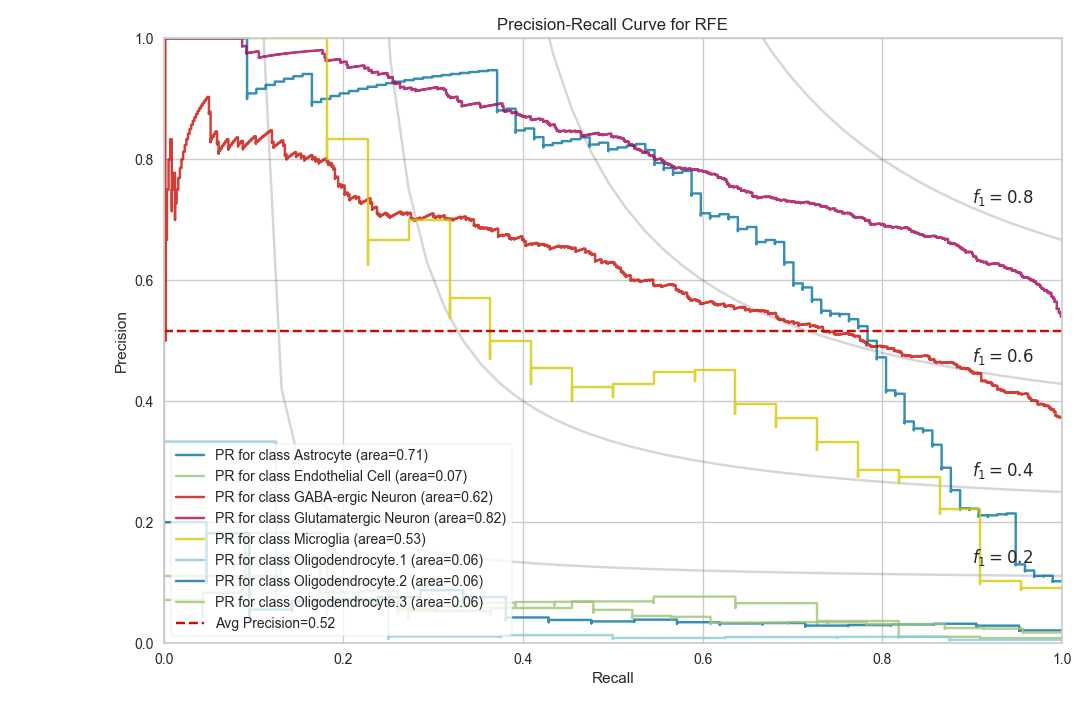 Precision-Recall Curve for RFE
1.0
0.8
0.6
0.4
0.2
0.0
Precision
f1 = 0.8
f1 = 0.6
f1 = 0.4
f1 = 0.2
PR for class Astrocyte (area=0.71)
PR for class Endothelial Cell (area=0.07)
PR for class GABA-ergic Neuron (area=0.62)
PR for class Glutamatergic Neuron (area=0.82)
PR for class Microglia (area=0.53)
PR for class Oligodendrocyte.1 (area=0.06)
PR for class Oligodendrocyte.2 (area=0.06)
PR for class Oligodendrocyte.3 (area=0.06)
Avg Precision=0.52
0.0 0.2 0.4 0.6 0.8 1.0
Recall